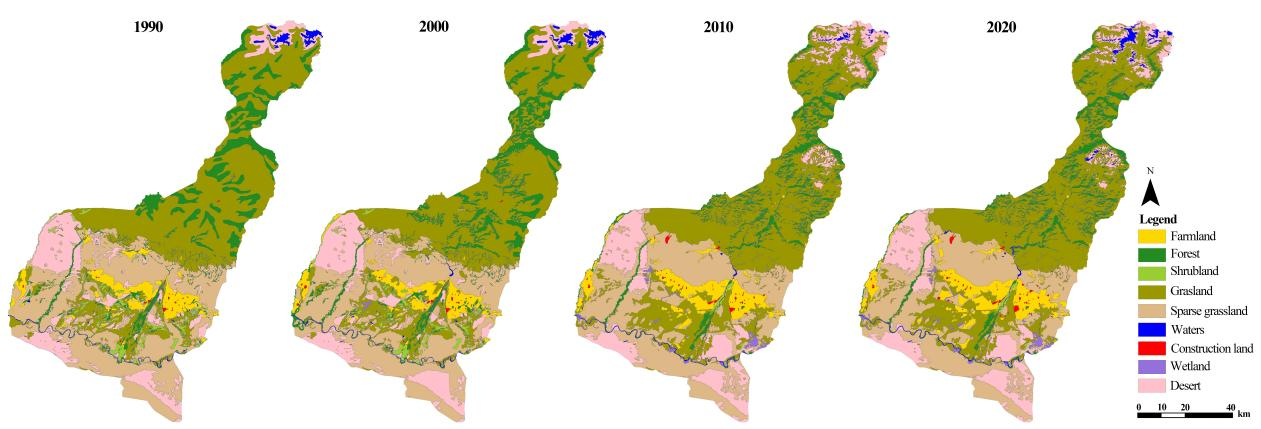 1990
2000
2010
2020
N
Legend
Farmland
Forest
Shrubland
Grasland
Sparse grassland
Waters
Construction land
Wetland
Desert
0 10 20 40 km